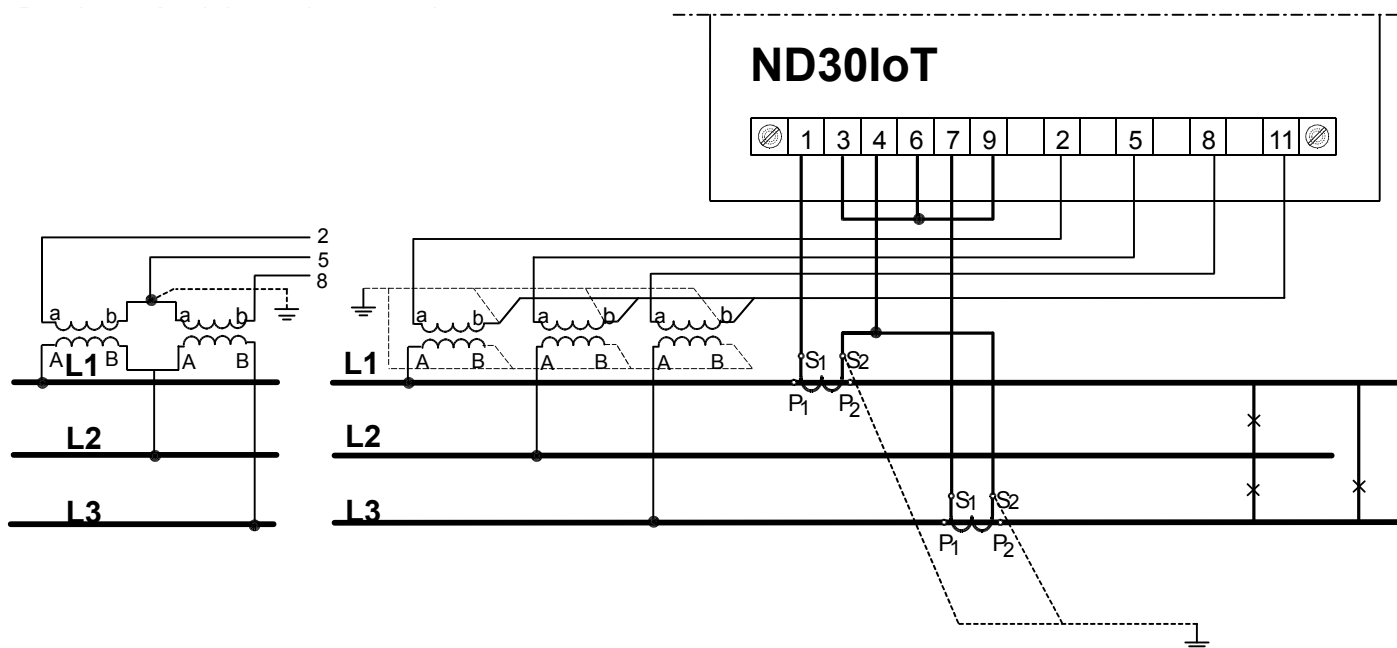 ND30IoT
1 3 4 6 7 9 2 5 8 11
2
5
8
a b a b
A B A B
L1
L2
L3
a b a b a b
A B A B A B
L1 S1 S2
P1 P2
L2
S1 S2
L3
P1 P2